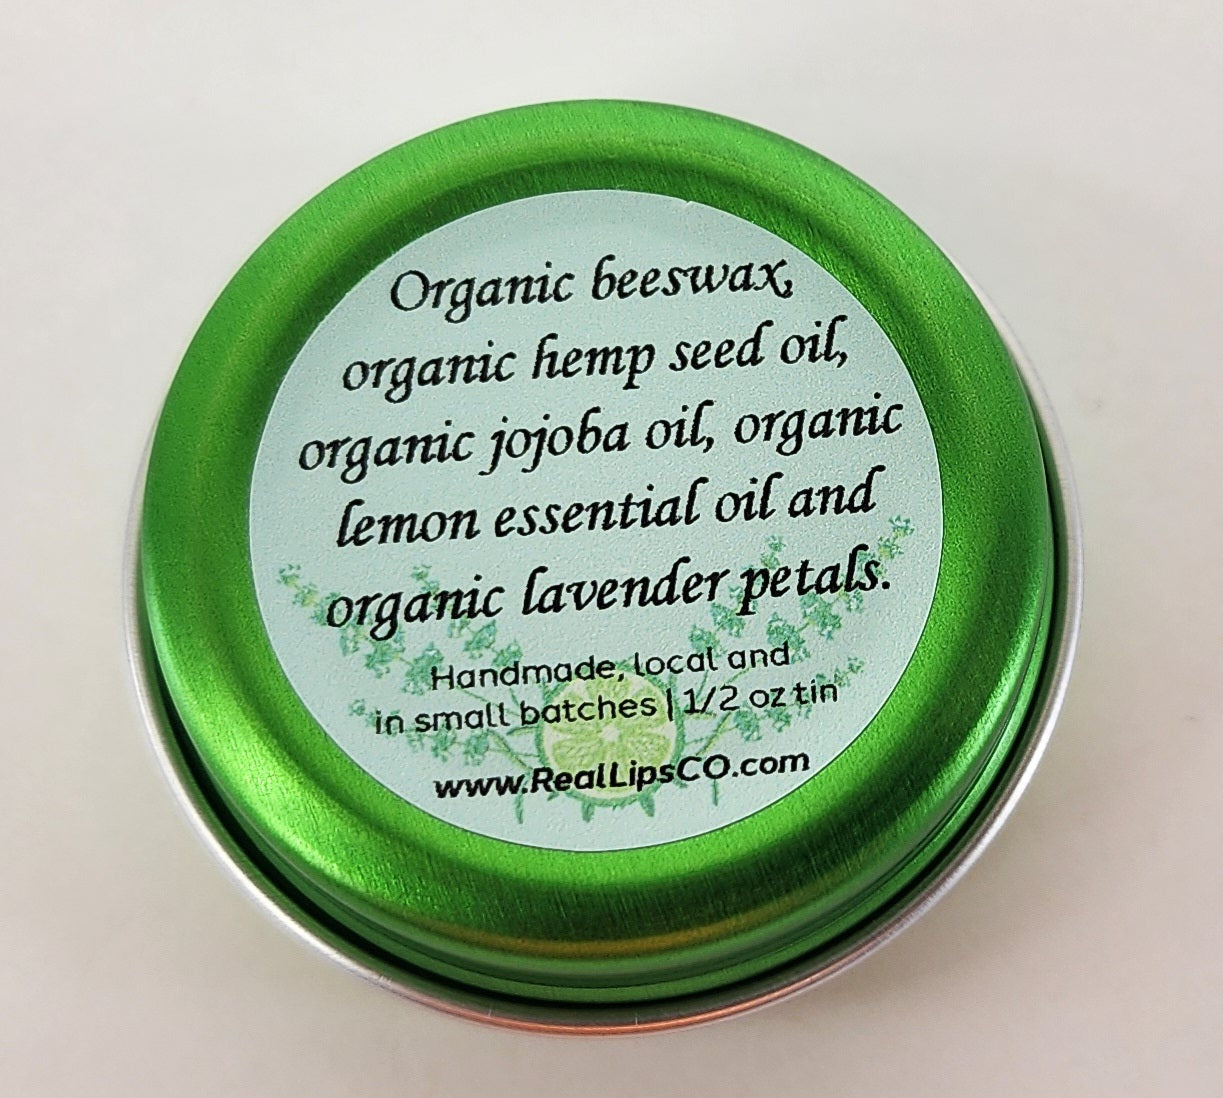 Organic beeswax,
organic hemp seed oil,
organic jojoba oil, organic
lemon essential oil and
organic lavender petals.
Handmade, local and
in small batches | 1/2 oz tin
www.RealLipsCO.com